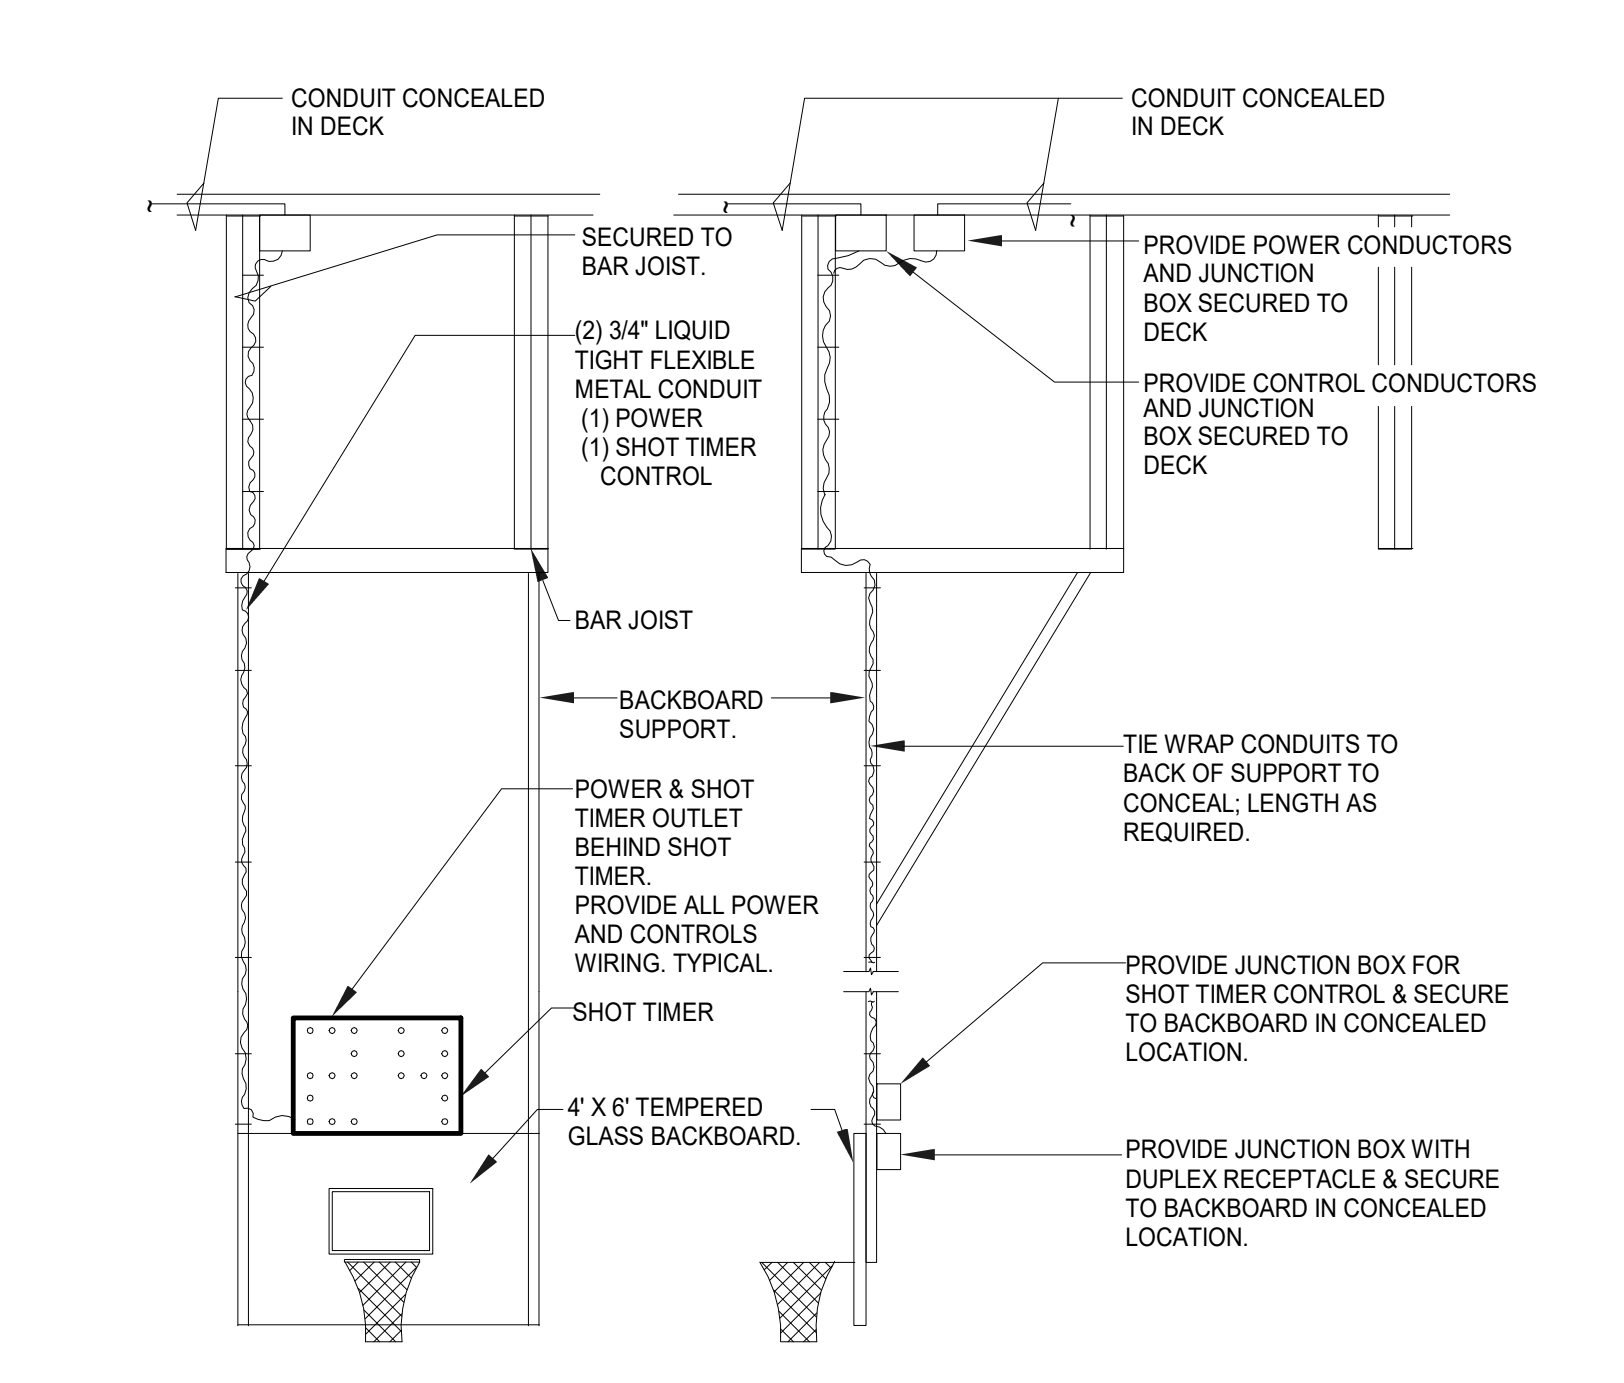 CONDUIT CONCEALED
IN DECK
CONDUIT CONCEALED
IN DECK
SECURED TO
BAR JOIST.
(2) 3/4" LIQUID
TIGHT FLEXIBLE
METAL CONDUIT
(1) POWER
(1) SHOT TIMER
CONTROL
PROVIDE POWER CONDUCTORS
AND JUNCTION
BOX SECURED TO
DECK
PROVIDE CONTROL CONDUCTORS
AND JUNCTION
BOX SECURED TO
DECK
BAR JOIST
BACKBOARD
SUPPORT.
TIE WRAP CONDUITS TO
BACK OF SUPPORT TO
CONCEAL; LENGTH AS
REQUIRED.
POWER & SHOT
TIMER OUTLET
BEHIND SHOT
TIMER.
PROVIDE ALL POWER
AND CONTROLS
WIRING. TYPICAL.
SHOT TIMER
PROVIDE JUNCTION BOX FOR
SHOT TIMER CONTROL & SECURE
TO BACKBOARD IN CONCEALED
LOCATION.
4' X 6' TEMPERED
GLASS BACKBOARD.
PROVIDE JUNCTION BOX WITH
DUPLEX RECEPTACLE & SECURE
TO BACKBOARD IN CONCEALED
LOCATION.